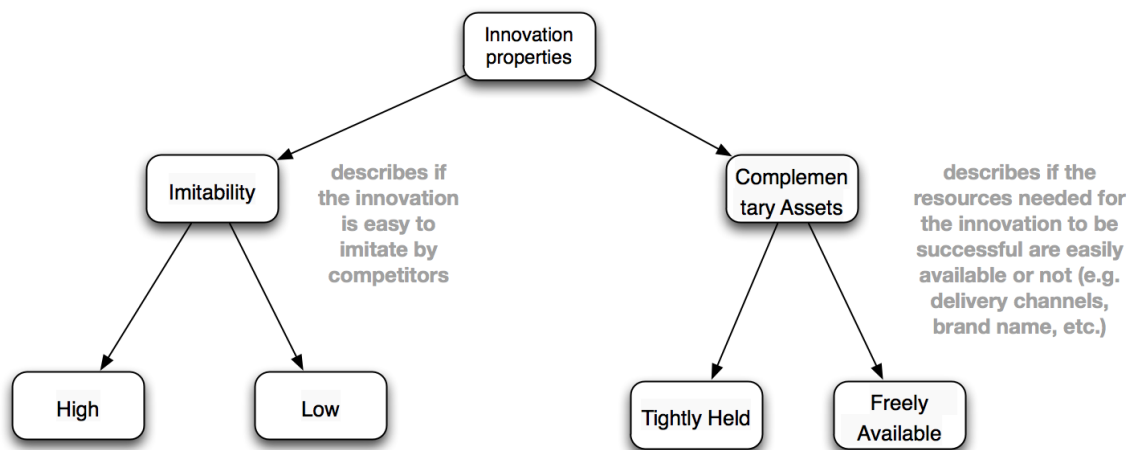 Innovation
properties
Imitability
describes if
the innovation
is easy to
imitate by
competitors
Complemen
tary Assets
describes if the
resources needed for
the innovation to be
successful are easily
available or not (e.g.
delivery channels,
brand name, etc.)
High
Low
Tightly Held
Freely
Available